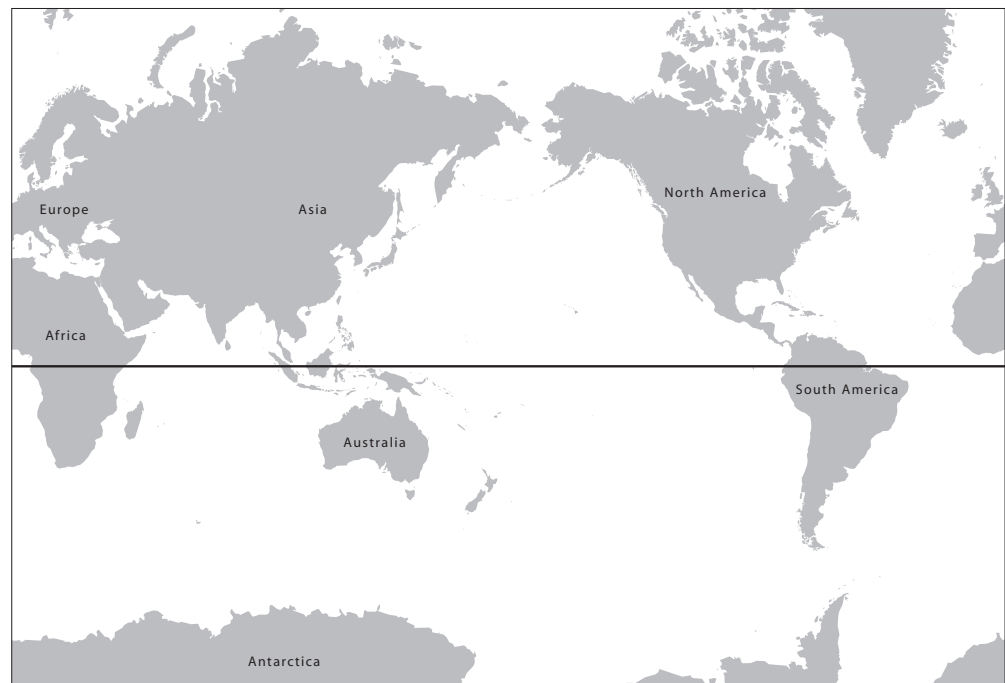 North America
Europe
Asia
Africa
South America
Australia
Antarctica